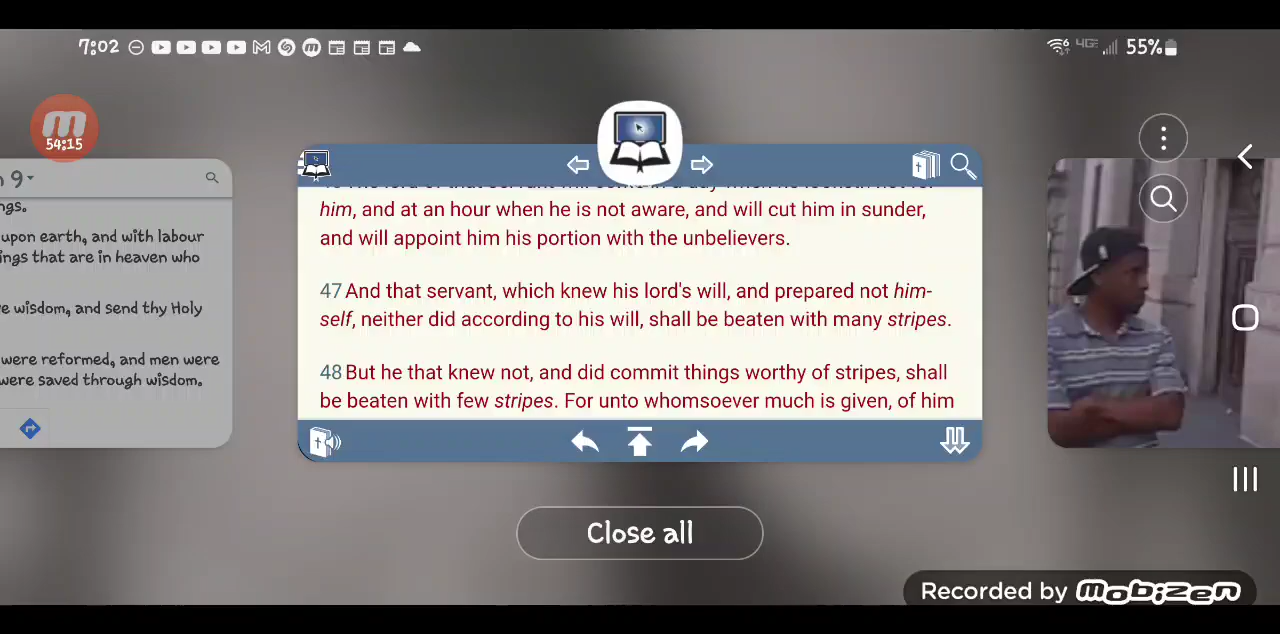 7:02
4GE 55%
54:15
9
ngs.
upon earth, and with labour
ings that are in heaven who
e wisdom, and send thy Holy
were reformed, and men were
were saved through wisdom.
him, and at an hour when he is not aware, and will cut him in sunder,
and will appoint him his portion with the unbelievers.
47 And that servant, which knew his lord's will, and prepared not him-
self, neither did according to his will, shall be beaten with many stripes.
48 But he that knew not, and did commit things worthy of stripes, shall
be beaten with few stripes. For unto whomsoever much is given, of him
Close all
Recorded by mobizen